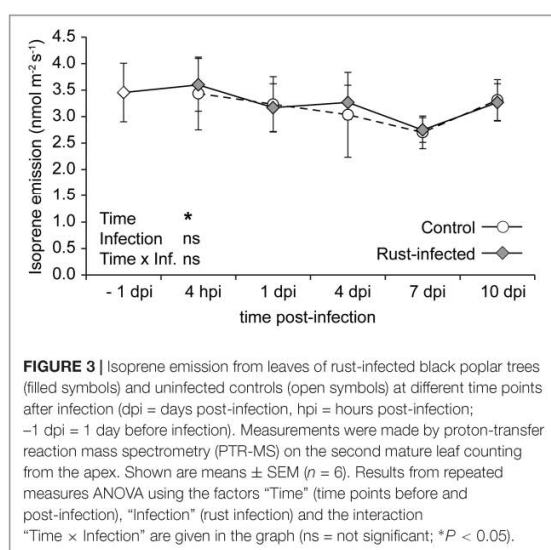 4.5
4.0
3.5
3.0
2.5
2.0
1.5
1.0
0.5
0.0
Isoprene emission (nmol m-2 s-1)
Time *
Infection ns
Time x Inf. ns
Control
Rust-infected
- 1 dpi 4 hpi 1 dpi 4 dpi 7 dpi 10 dpi
time post-infection
FIGURE 3 | Isoprene emission from leaves of rust-infected black poplar trees
(filled symbols) and uninfected controls (open symbols) at different time points
after infection (dpi = days post-infection, hpi = hours post-infection;
–1 dpi = 1 day before infection). Measurements were made by proton-transfer
reaction mass spectrometry (PTR-MS) on the second mature leaf counting
from the apex. Shown are means ± SEM (n = 6). Results from repeated
measures ANOVA using the factors “Time” (time points before and
post-infection), “Infection” (rust infection) and the interaction
“Time × Infection” are given in the graph (ns = not significant; *P < 0.05).